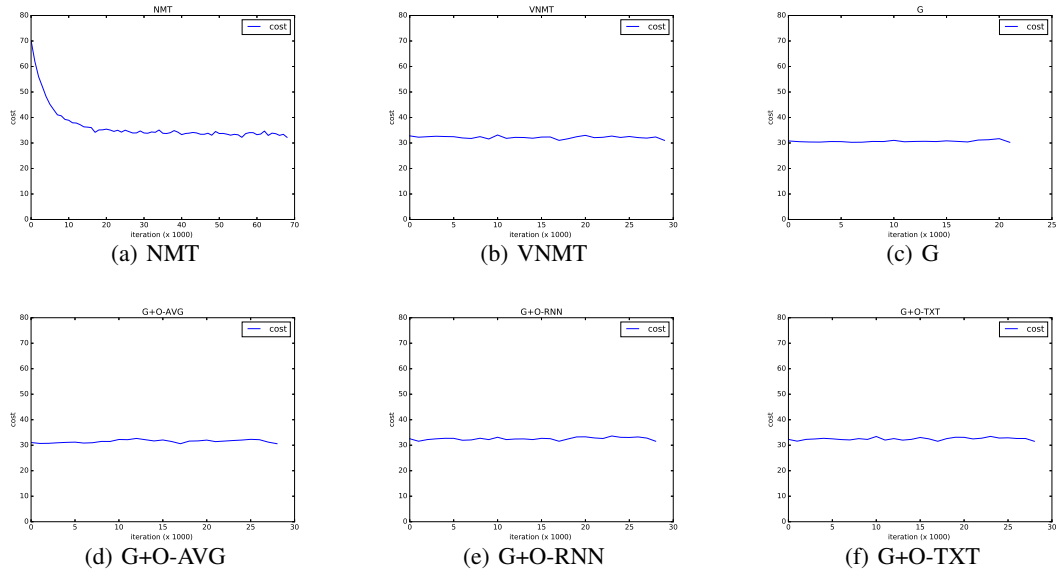 NMT
cost
80
70
60
50
40
30
20
10
0
cost
0 10 20 30 40 50 60 70
iteration (x 1000)
(a) NMT
VNMT
cost
80
70
60
50
40
30
20
10
0
cost
0 5 10 15 20 25 30
iteration (x 1000)
(b) VNMT
G
cost
80
70
60
50
40
30
20
10
0
cost
0 5 10 15 20 25
iteration (x 1000)
(c) G
G+O-AVG
cost
80
70
60
50
40
30
20
10
0
cost
0 5 10 15 20 25 30
iteration (x 1000)
(d) G+O-AVG
G+O-RNN
cost
80
70
60
50
40
30
20
10
0
cost
0 5 10 15 20 25 30
iteration (x 1000)
(e) G+O-RNN
G+O-TXT
cost
80
70
60
50
40
30
20
10
0
cost
0 5 10 15 20 25 30
iteration (x 1000)
(f) G+O-TXT